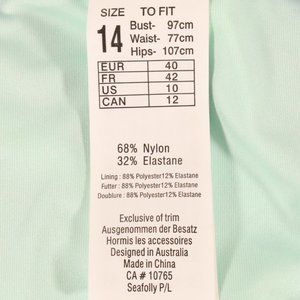 SIZE TO FIT
14 Bust- 97cm
Waist- 77cm
Hips- 107cm
EUR 40
FR 42
US 10
CAN 12
68% Nylon
32% Elastane
Lining : 88% Polyester12% Elastane
Futter : 88% Polyester12% Elastane
Doublure : 88% Polyester12% Elastane
Exclusive of trim
Ausgenommen der Besatz
Hormis les accessoires
Designed in Australia
Made in China
CA # 10765
Seafolly P/L